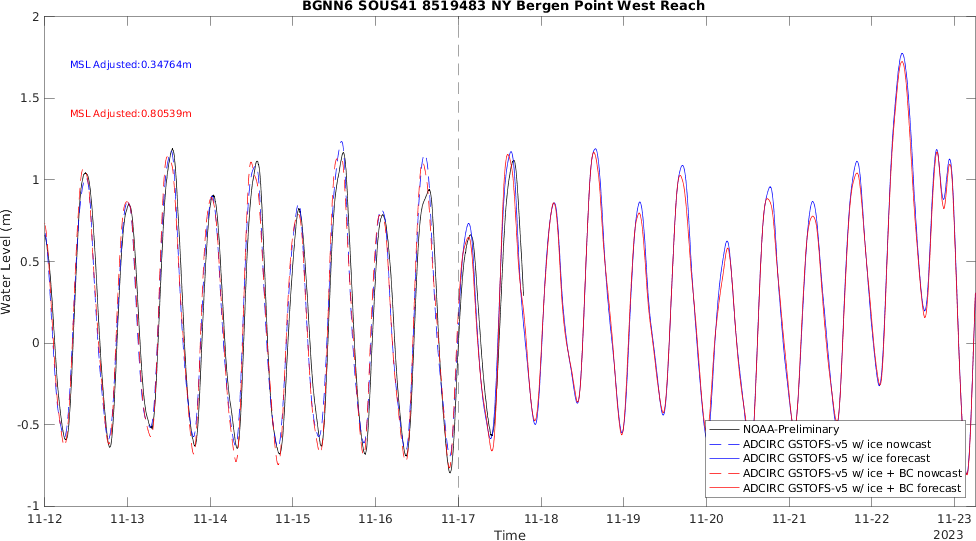 BGNN6 SOUS41 8519483 NY Bergen Point West Reach
MSL Adjusted:0.34764m
MSL Adjusted:0.80539m
Water Level (m)
2
1.5
1
0.5
0
-0.5
-1
11-12 11-13 11-14 11-15 11-16 11-17 11-18 11-19 11-20 11-21 11-22 11-23
2023
Time
NOAA-Preliminary
ADCIRC GSTOFS-v5 w/ ice nowcast
ADCIRC GSTOFS-v5 w/ ice forecast
ADCIRC GSTOFS-v5 w/ ice + BC nowcast
ADCIRC GSTOFS-v5 w/ ice + BC forecast